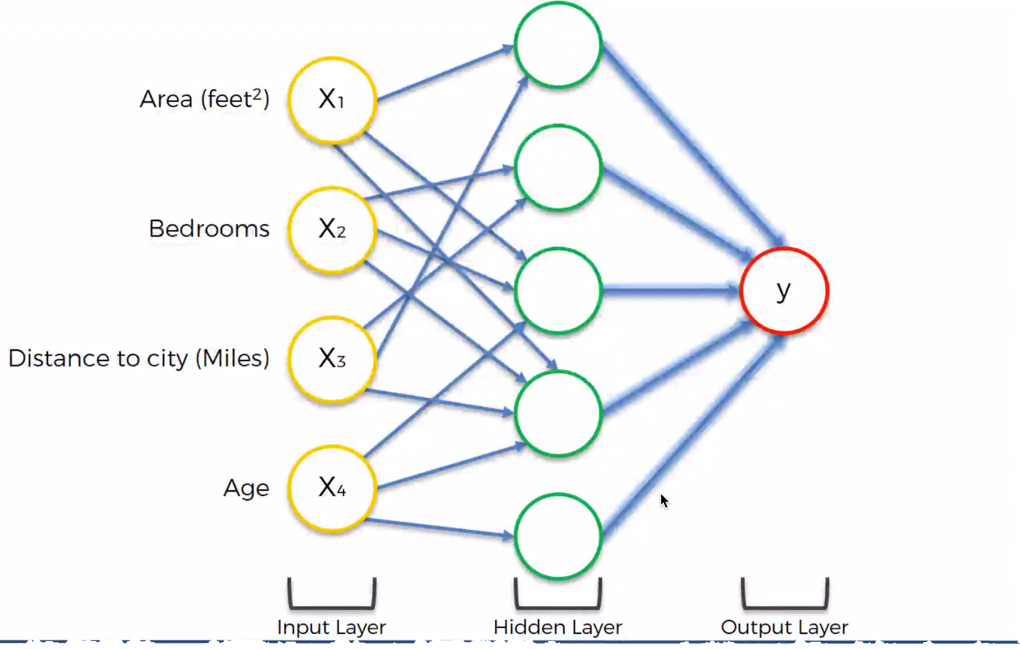 Area (feet²)
X₁
Bedrooms
X₂
Distance to city (Miles)
X₃
Age
X₄
y
Input Layer
Hidden Layer
Output Layer